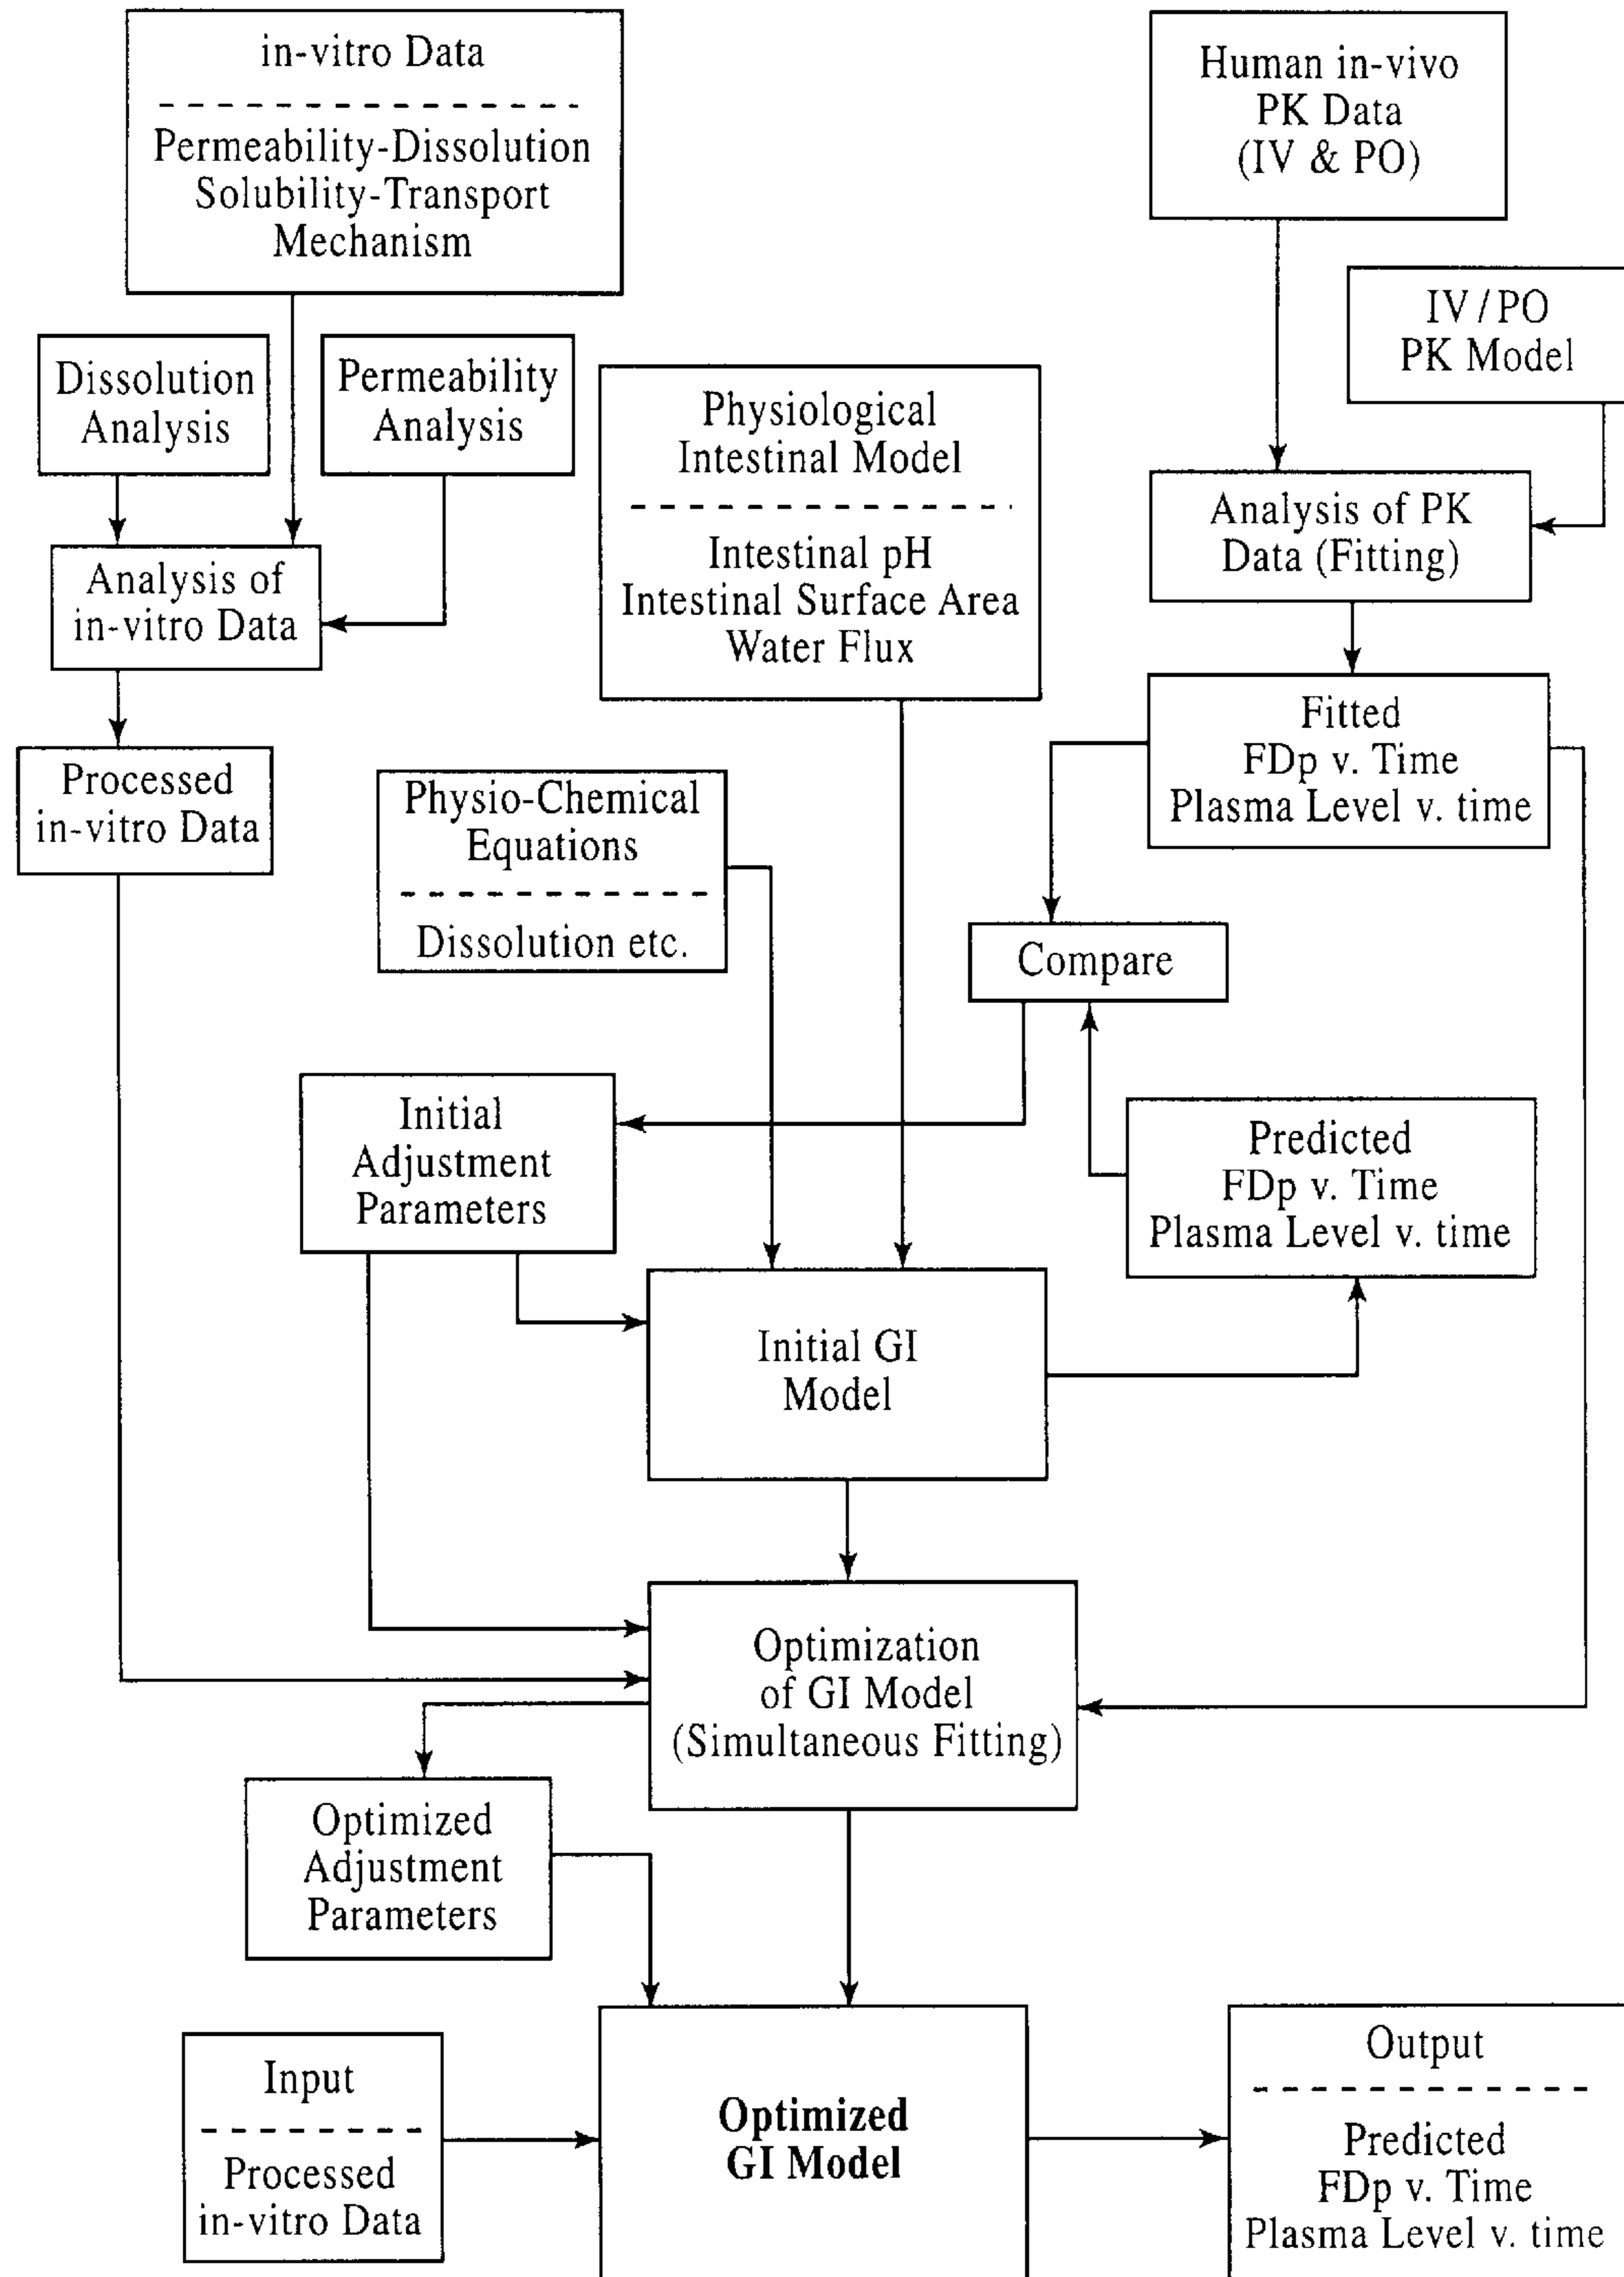 in-vitro Data
Permeability-Dissolution
Solubility-Transport
Mechanism
Human in-vivo
PK Data
(IV & PO)
IV / PO
PK Model
Dissolution
Analysis
Permeability
Analysis
Physiological
Intestinal Model
Intestinal pH
Intestinal Surface Area
Water Flux
Analysis of PK
Data (Fitting)
Analysis of
in-vitro Data
Fitted
FDp v. Time
Plasma Level v. time
Processed
in-vitro Data
Physio-Chemical
Equations
Dissolution etc.
Compare
Initial
Adjustment
Parameters
Predicted
FDp v. Time
Plasma Level v. time
Initial GI
Model
Optimization
of GI Model
(Simultaneous Fitting)
Optimized
Adjustment
Parameters
Input
Processed
in-vitro Data
Optimized
GI Model
Output
Predicted
FDp v. Time
Plasma Level v. time